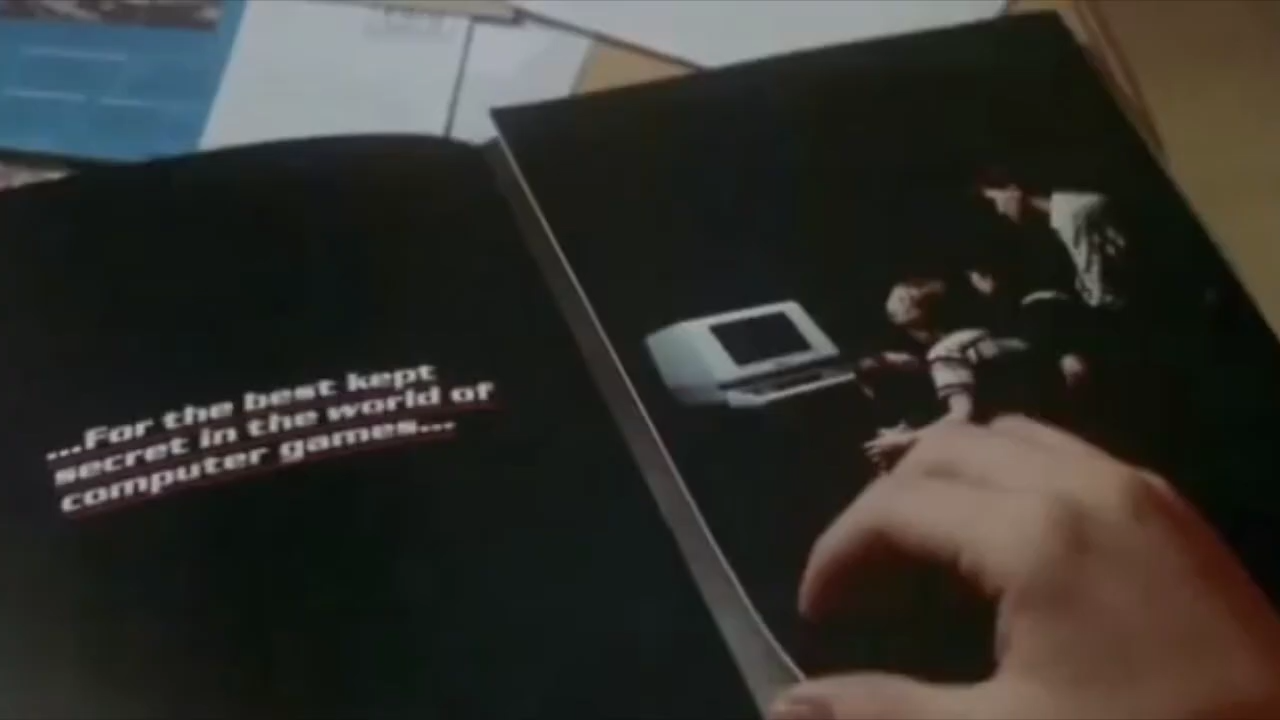 ...For the best kept
secret in the world of
computer games...